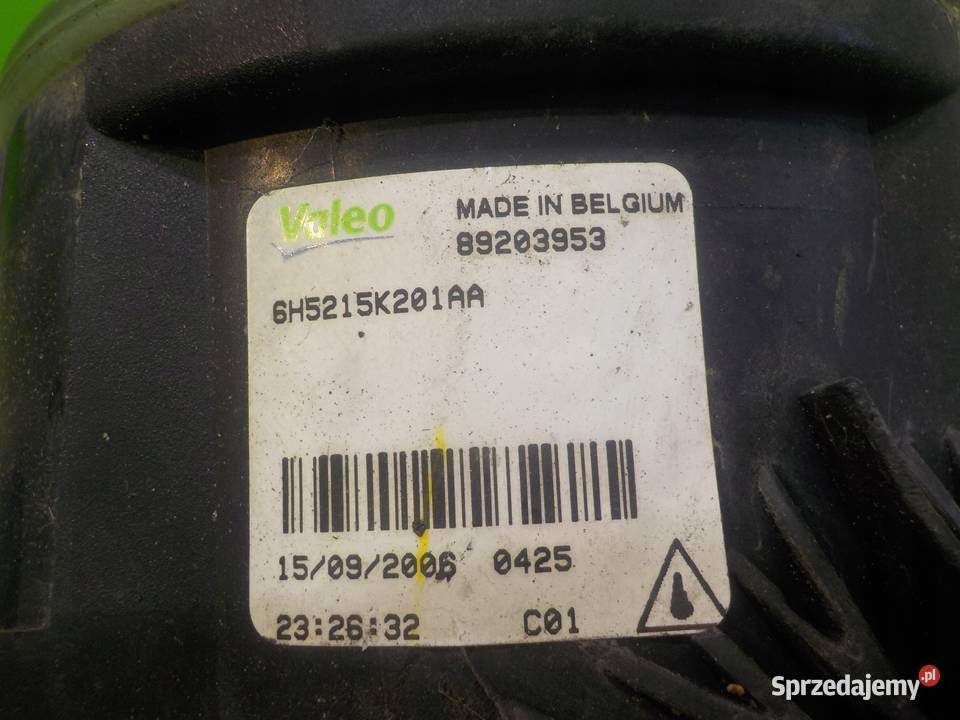 Valeo
MADE IN BELGIUM
89203953
6H5215K201AA
15/09/2006 0425
23:26:32 C01
Sprzedajemy.pl